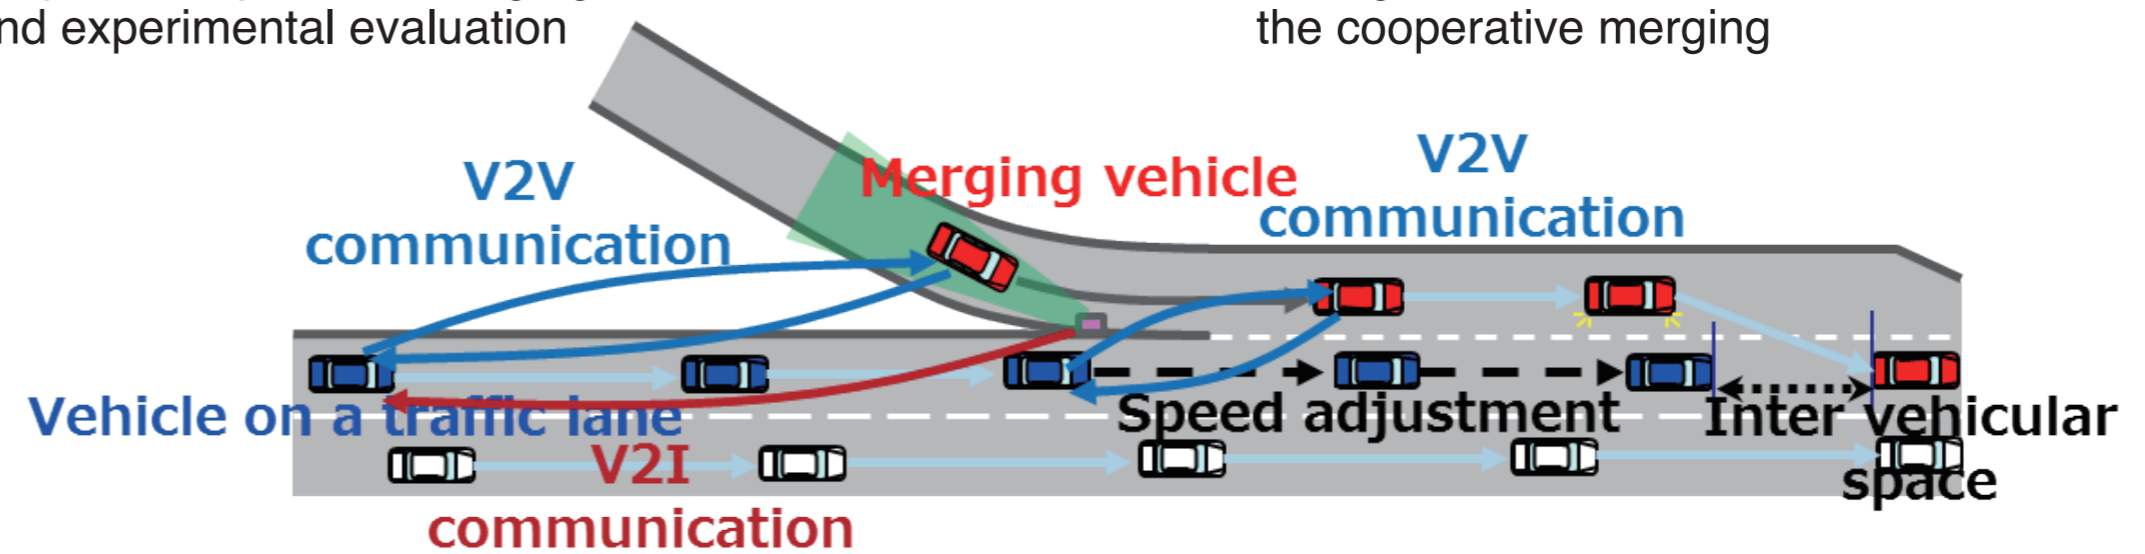 nd experimental evaluation
the cooperative merging
V2V
communication
Merging vehicle
V2V
communication
Vehicle on a traffic lane
Speed adjustment
Inter vehicular
space
V2I
communication